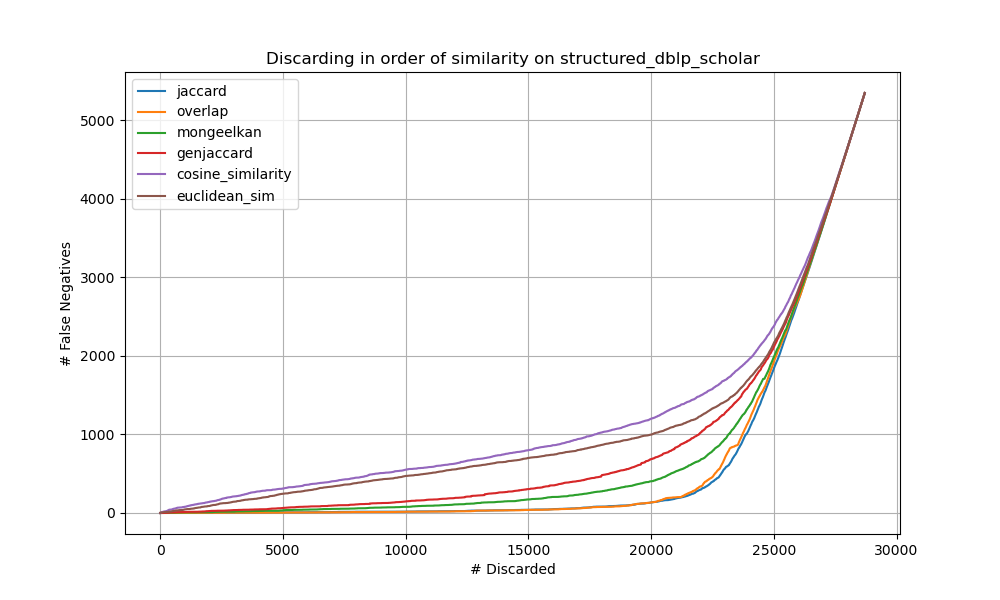 Discarding in order of similarity on structured_dblp_scholar
jaccard
overlap
mongeelkan
genjaccard
cosine_similarity
euclidean_sim
# False Negatives
5000
4000
3000
2000
1000
0
0 5000 10000 15000 20000 25000 30000
# Discarded